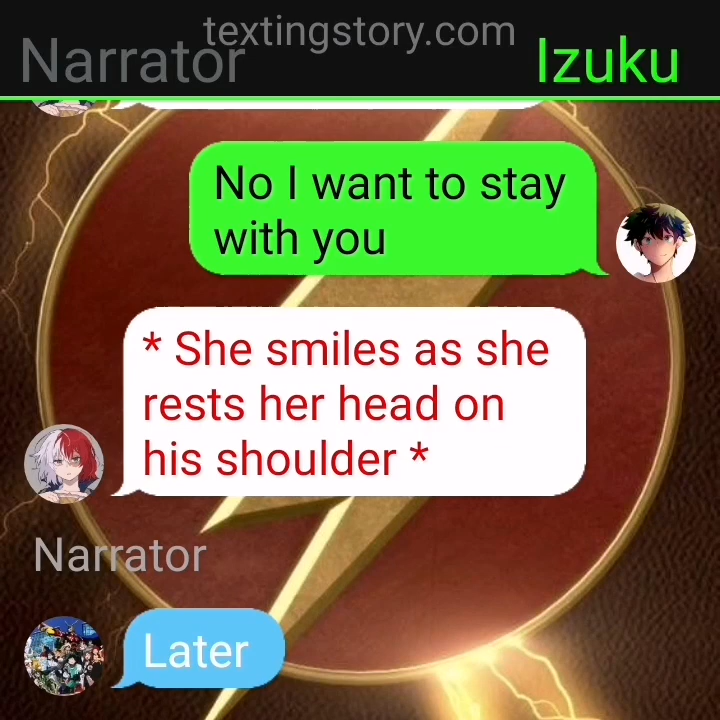 textingstory.com
Narrator
Izuku
No I want to stay
with you
* She smiles as she
rests her head on
his shoulder *
Narrator
Later